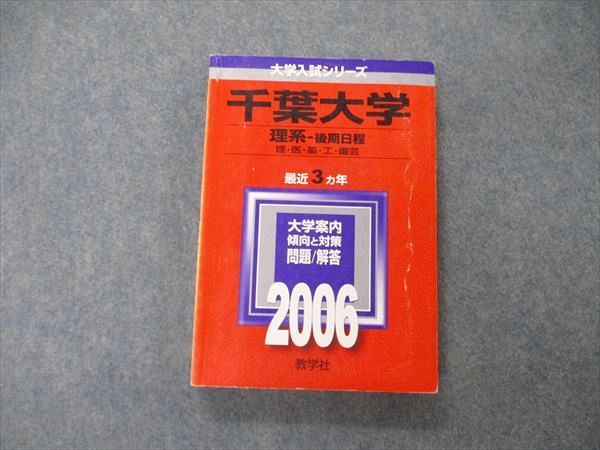 大学入試シリーズ
千葉大学
理系-後期日程
理・医・薬・工・園芸
最近3ヵ年
大学案内
傾向と対策
問題/解答
2006
教学社